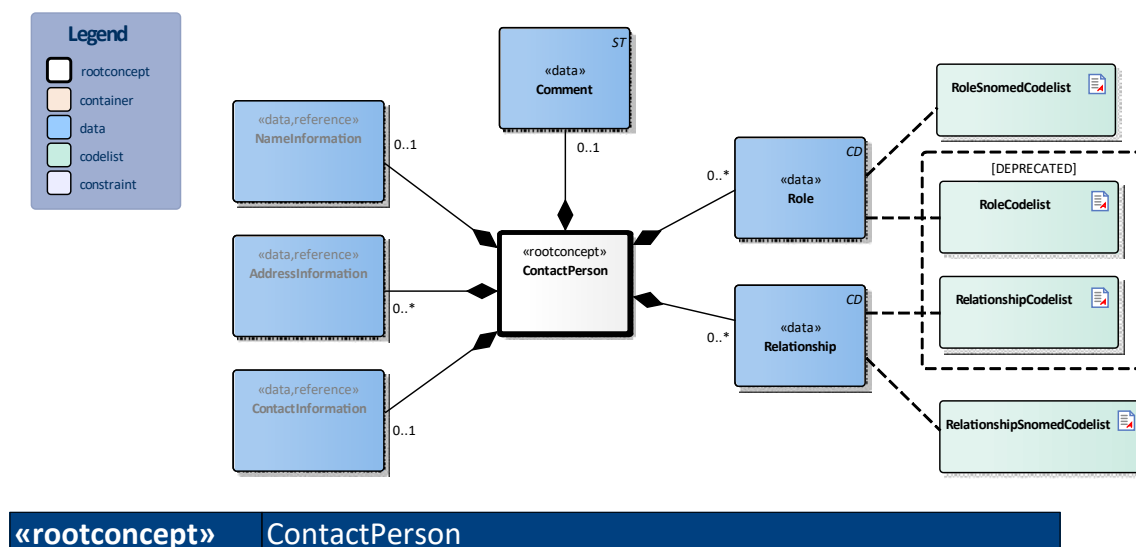 Legend
rootconcept
container
data
codelist
constraint
ST
«data»
Comment
0..1
«data,reference»
NameInformation
0..1
«data,reference»
AddressInformation
0..*
«data,reference»
ContactInformation
0..1
«rootconcept»
ContactPerson
CD
«data»
Role
0..*
CD
«data»
Relationship
0..*
RoleSnomedCodelist
[DEPRECATED]
RoleCodelist
RelationshipCodelist
RelationshipSnomedCodelist
«rootconcept» ContactPerson